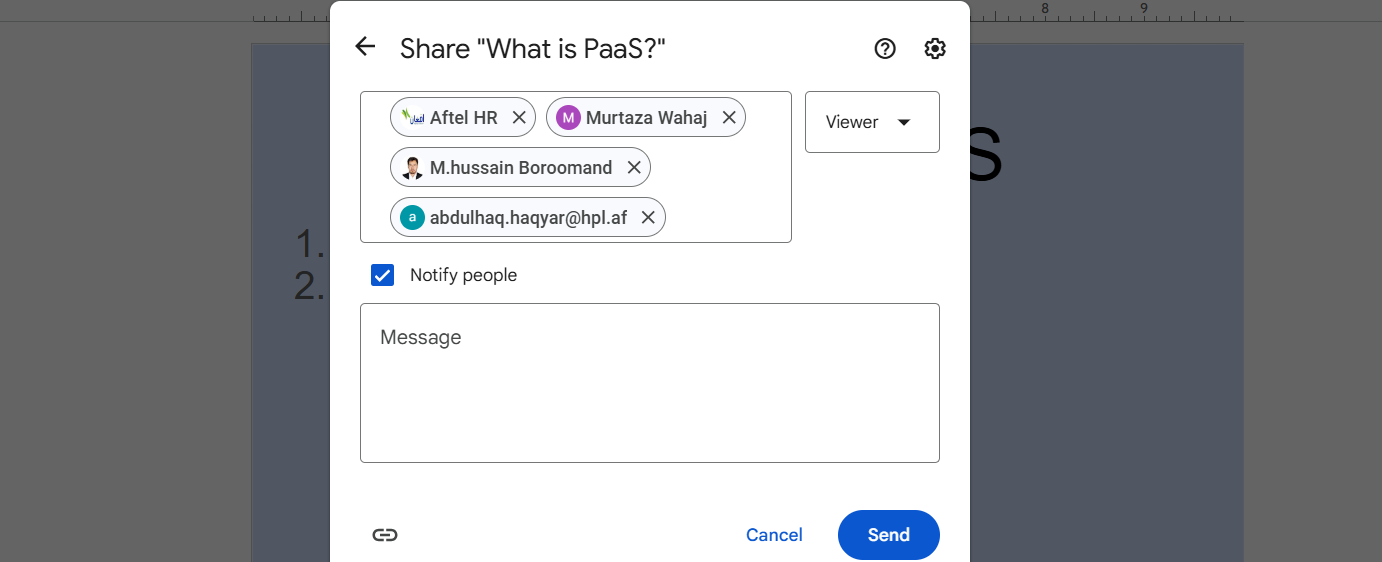 8 9
Share "What is PaaS?"
Aftel HR
M Murtaza Wahaj
Viewer
S
M.hussain Boroomand
a abdulhaq.haqyar@hpl.af
1.
2.
Notify people
Message
Cancel Send